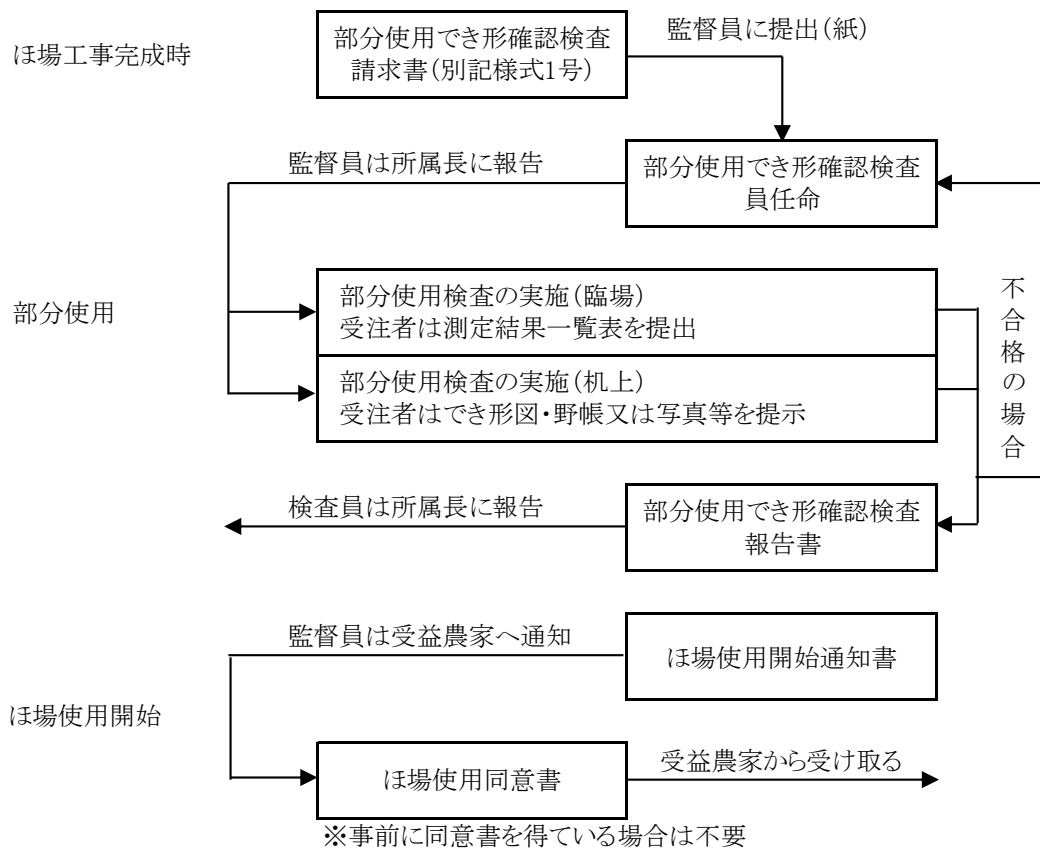 ほ場工事完成時
部分使用でき形確認検査
請求書(別記様式1号)
監督員に提出(紙)
監督員は所属長に報告
部分使用でき形確認検査
員任命
部分使用
部分使用検査の実施(臨場)
受注者は測定結果一覧表を提出
部分使用検査の実施(机上)
受注者はでき形図・野帳又は写真等を提示
不合格の場合
検査員は所属長に報告
部分使用でき形確認検査
報告書
監督員は受益農家へ通知
ほ場使用開始通知書
ほ場使用開始
ほ場使用同意書
受益農家から受け取る
※事前に同意書を得ている場合は不要